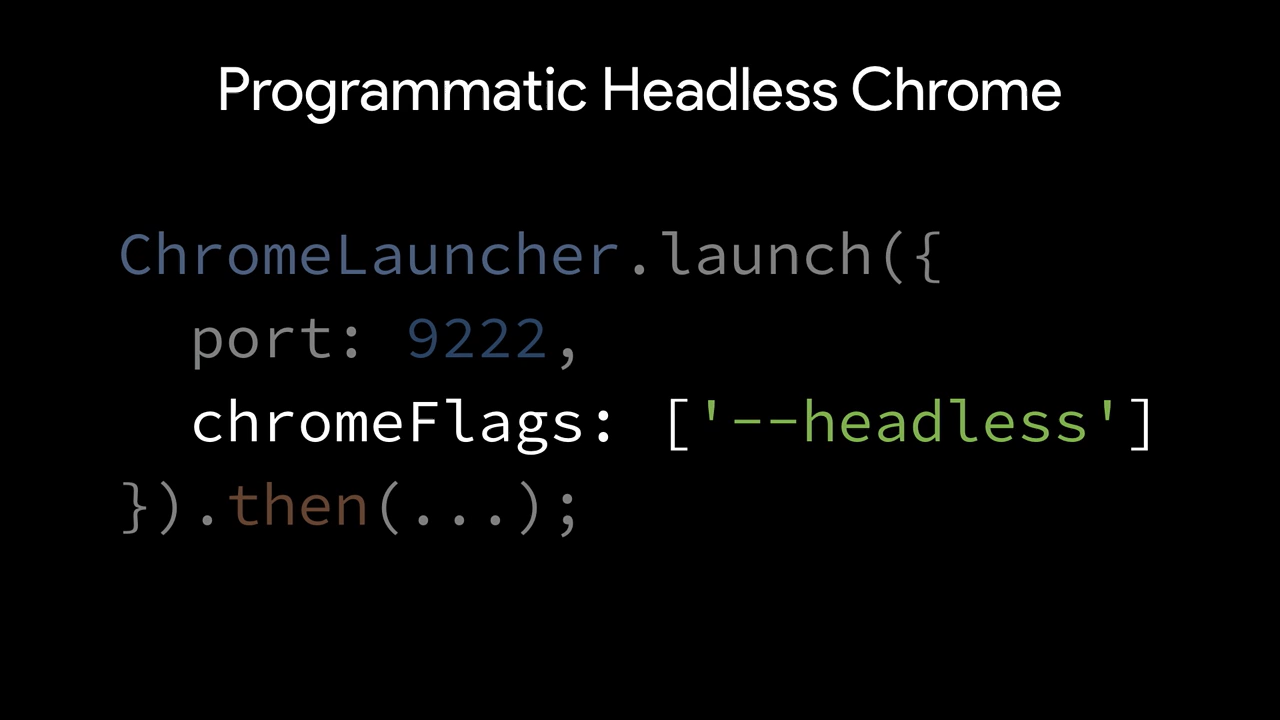 Programmatic Headless Chrome
ChromeLauncher.launch({
  port: 9222,
  chromeFlags: ['--headless']
}).then(...);